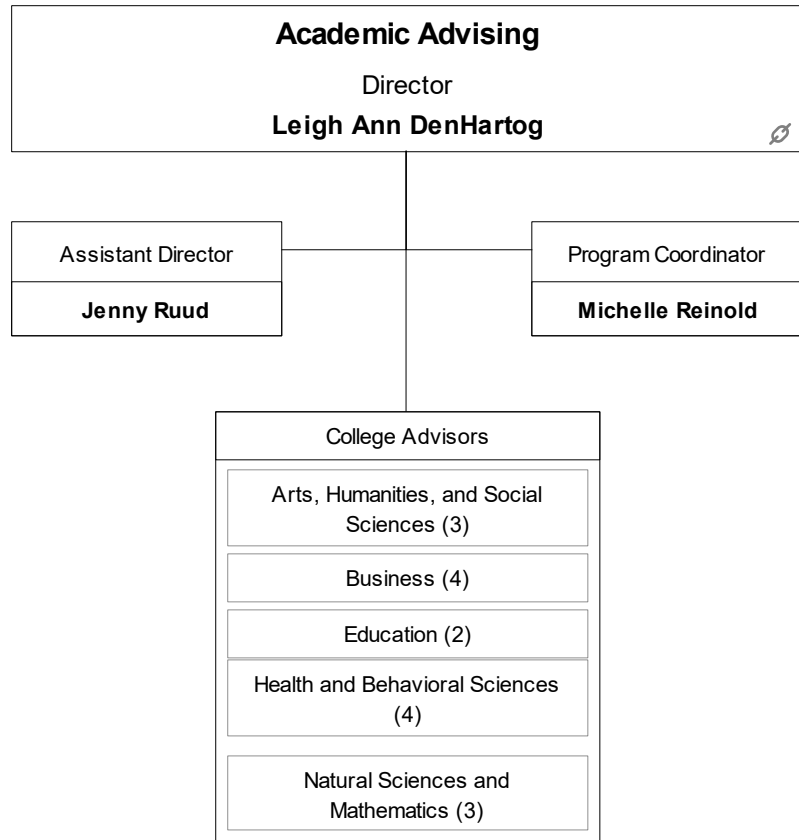 Academic Advising
Director
Leigh Ann DenHartog
Assistant Director
Program Coordinator
Jenny Ruud
Michelle Reinold
College Advisors
Arts, Humanities, and Social
Sciences (3)
Business (4)
Education (2)
Health and Behavioral Sciences
(4)
Natural Sciences and
Mathematics (3)